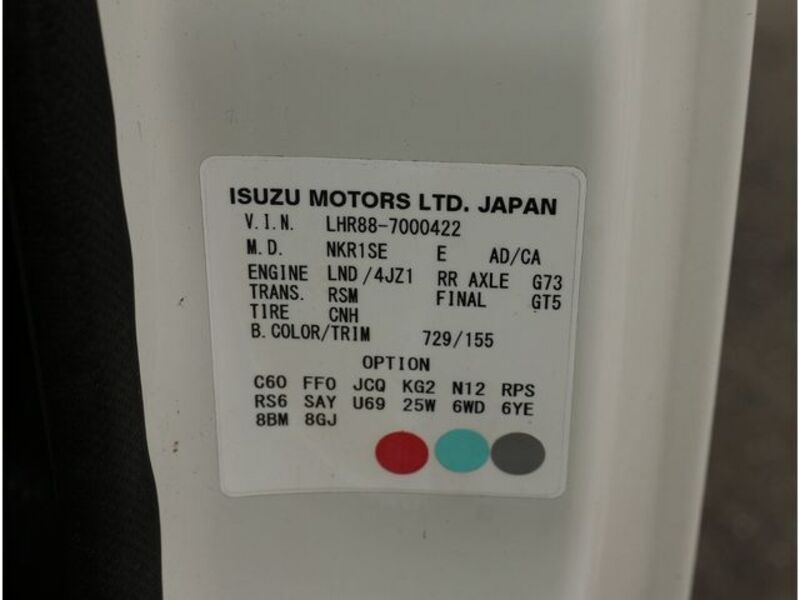 ISUZU MOTORS LTD. JAPAN
V.I.N. LHR88-7000422
M.D. NKR1SE E AD/CA
ENGINE LND/4JZ1 RR AXLE G73
TRANS. RSM FINAL GT5
TIRE CNH
B.COLOR/TRIM 729/155
OPTION
C60 FF0 JCQ KG2 N12 RPS
RS6 SAY U69 25W 6WD 6YE
8BM 8GJ